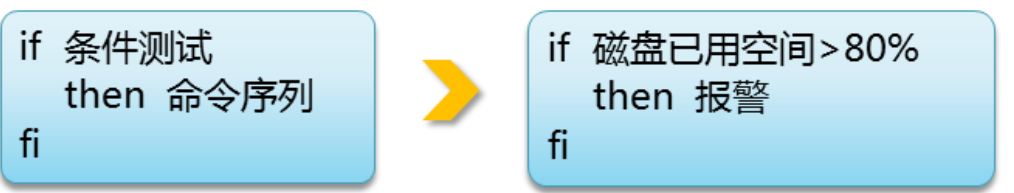 if 条件测试
then 命令序列
fi
if 磁盘已用空间>80%
then 报警
fi